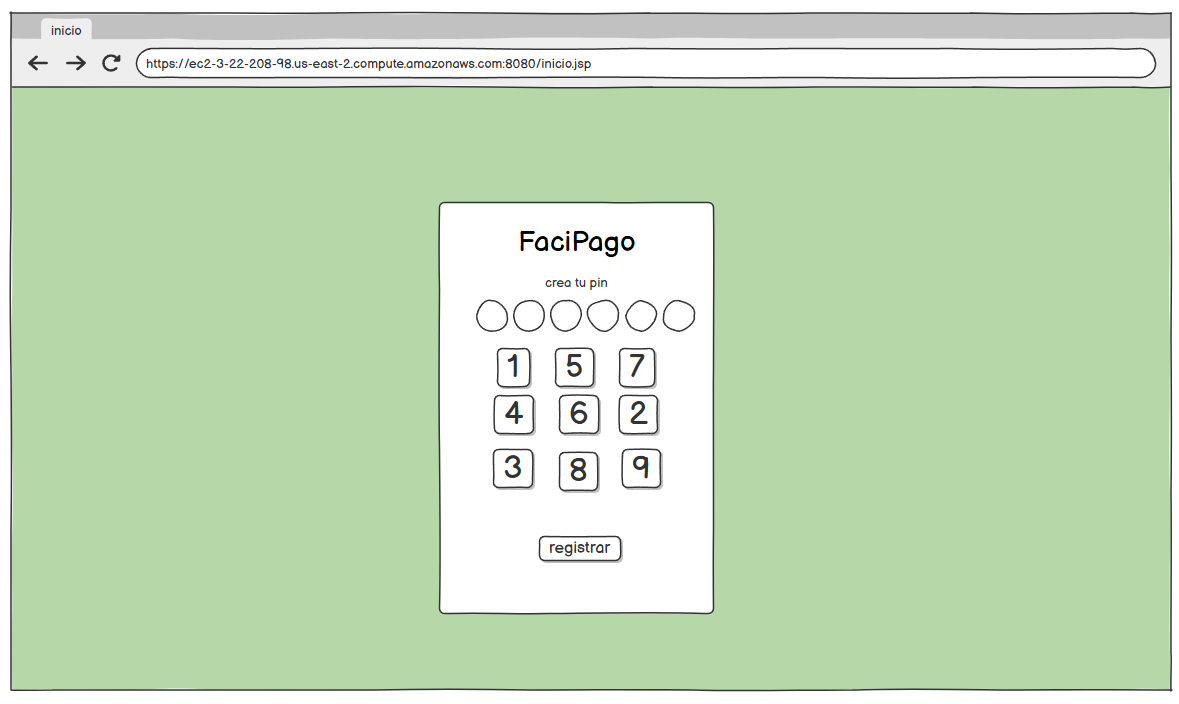 inicio
https://ec2-3-22-208-98.us-east-2.compute.amazonaws.com:8080/inicio.jsp
FaciPago
crea tu pin
1 5 7
4 6 2
3 8 9
registrar